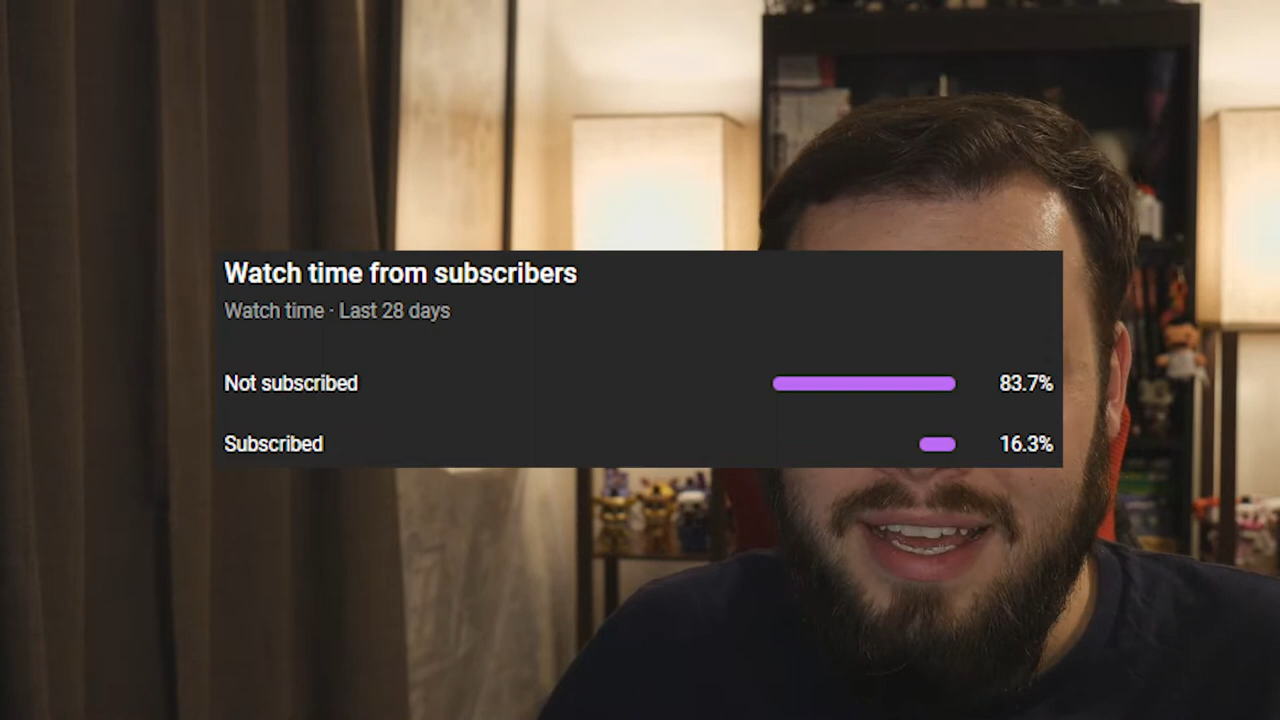 Watch time from subscribers
Watch time · Last 28 days
Not subscribed 83.7%
Subscribed 16.3%